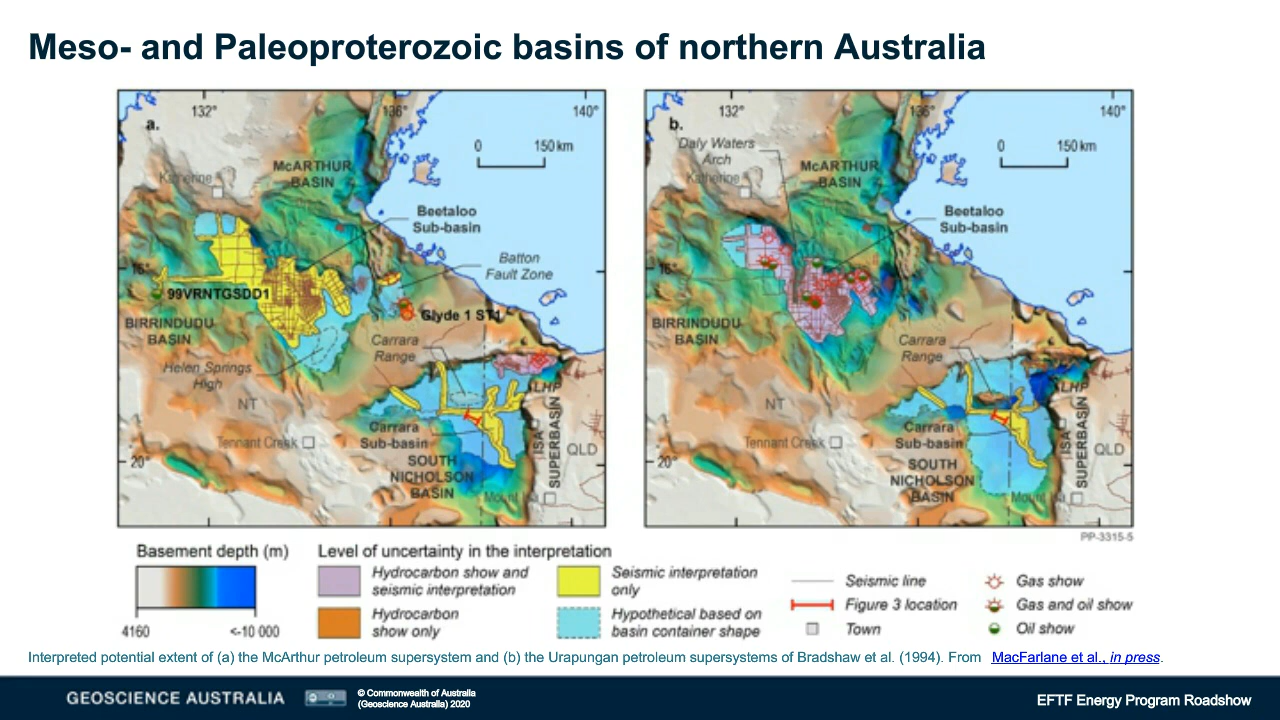 Meso- and Paleoproterozoic basins of northern Australia
132°
136°
140°
a.
0
150 km
McARTHUR
BASIN
Katherine
Beetaloo
Sub-basin
Batton
Fault Zone
16°
99VRNTGSDD1
Glyde 1 ST1
BIRRINDUDU
BASIN
Carrara
Range
Helen Springs
High
LHP
NT
Carrara
Sub-basin
Tennant Creek
ISA
SUPERBASIN
QLD
SOUTH
NICHOLSON
BASIN
20°
Mount Isa
132°
136°
140°
b.
Daly Waters
Arch
0
150 km
McARTHUR
BASIN
Katherine
Beetaloo
Sub-basin
16°
BIRRINDUDU
BASIN
Carrara
Range
LHP
NT
Carrara
Sub-basin
Tennant Creek
ISA
SUPERBASIN
QLD
SOUTH
NICHOLSON
BASIN
20°
Mount Isa
PP-3315-5
Basement depth (m)
4160
<-10 000
Level of uncertainty in the interpretation
Hydrocarbon show and
seismic interpretation
Hydrocarbon
show only
Seismic interpretation
only
Hypothetical based on
basin container shape
Seismic line
Figure 3 location
Town
Gas show
Gas and oil show
Oil show
Interpreted potential extent of (a) the McArthur petroleum supersystem and (b) the Urapungan petroleum supersystems of Bradshaw et al. (1994). From MacFarlane et al., in press.
GEOSCIENCE AUSTRALIA
© Commonwealth of Australia
(Geoscience Australia) 2020
EFTF Energy Program Roadshow